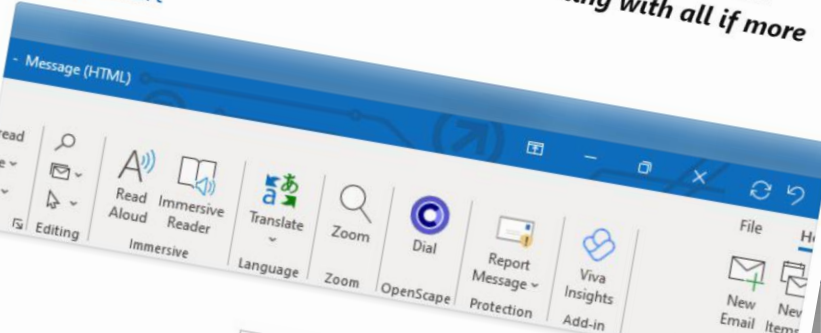 with all if more
- Message (HTML)
Read Aloud
Immersive Reader
Translate
Zoom
Dial
Report Message
Viva Insights
File
New Email
Editing
Immersive
Language
Zoom
OpenScape
Protection
Add-in